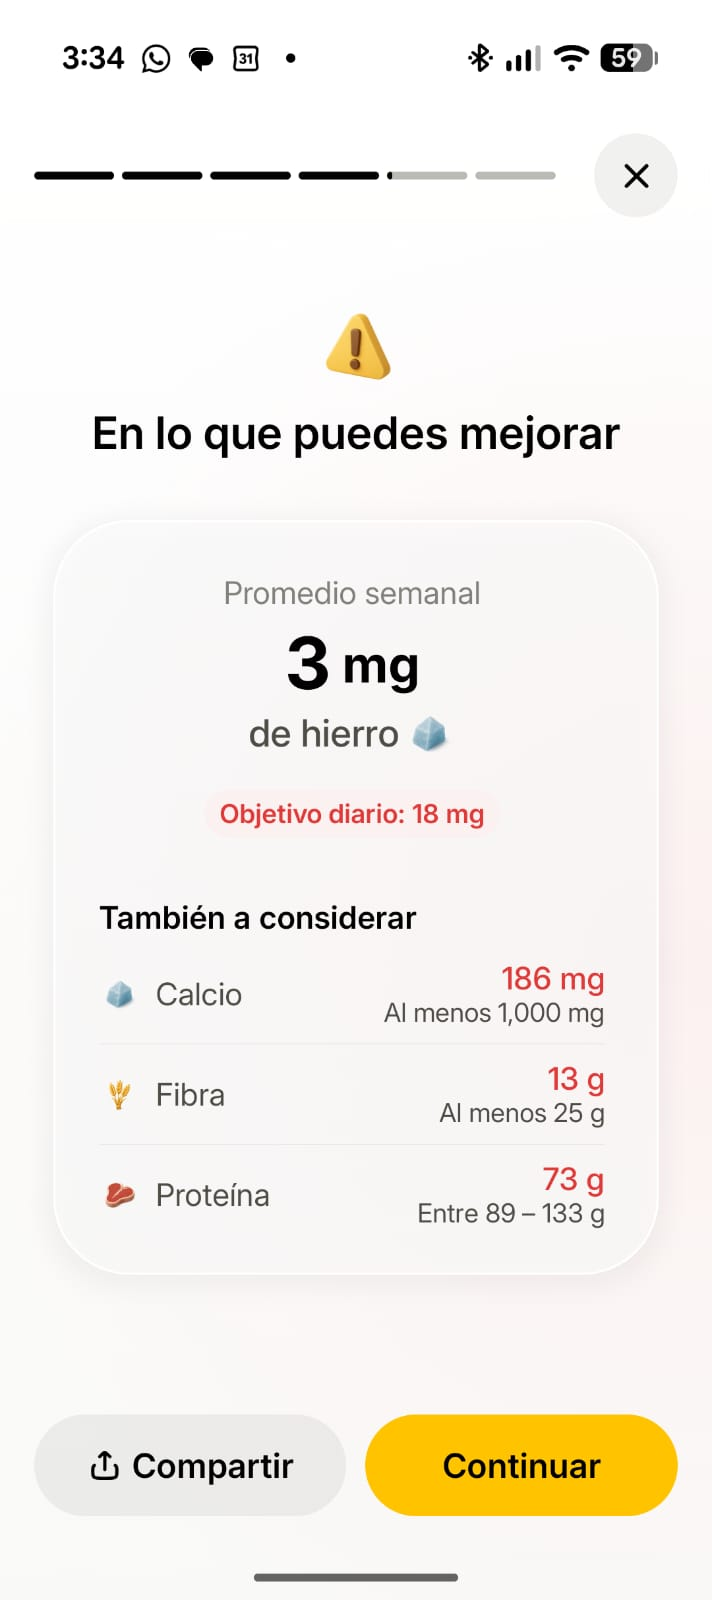 3:34
31
59
En lo que puedes mejorar
Promedio semanal
3 mg
de hierro
Objetivo diario: 18 mg
También a considerar
Calcio
186 mg
Al menos 1,000 mg
Fibra
13 g
Al menos 25 g
Proteína
73 g
Entre 89 – 133 g
Compartir
Continuar